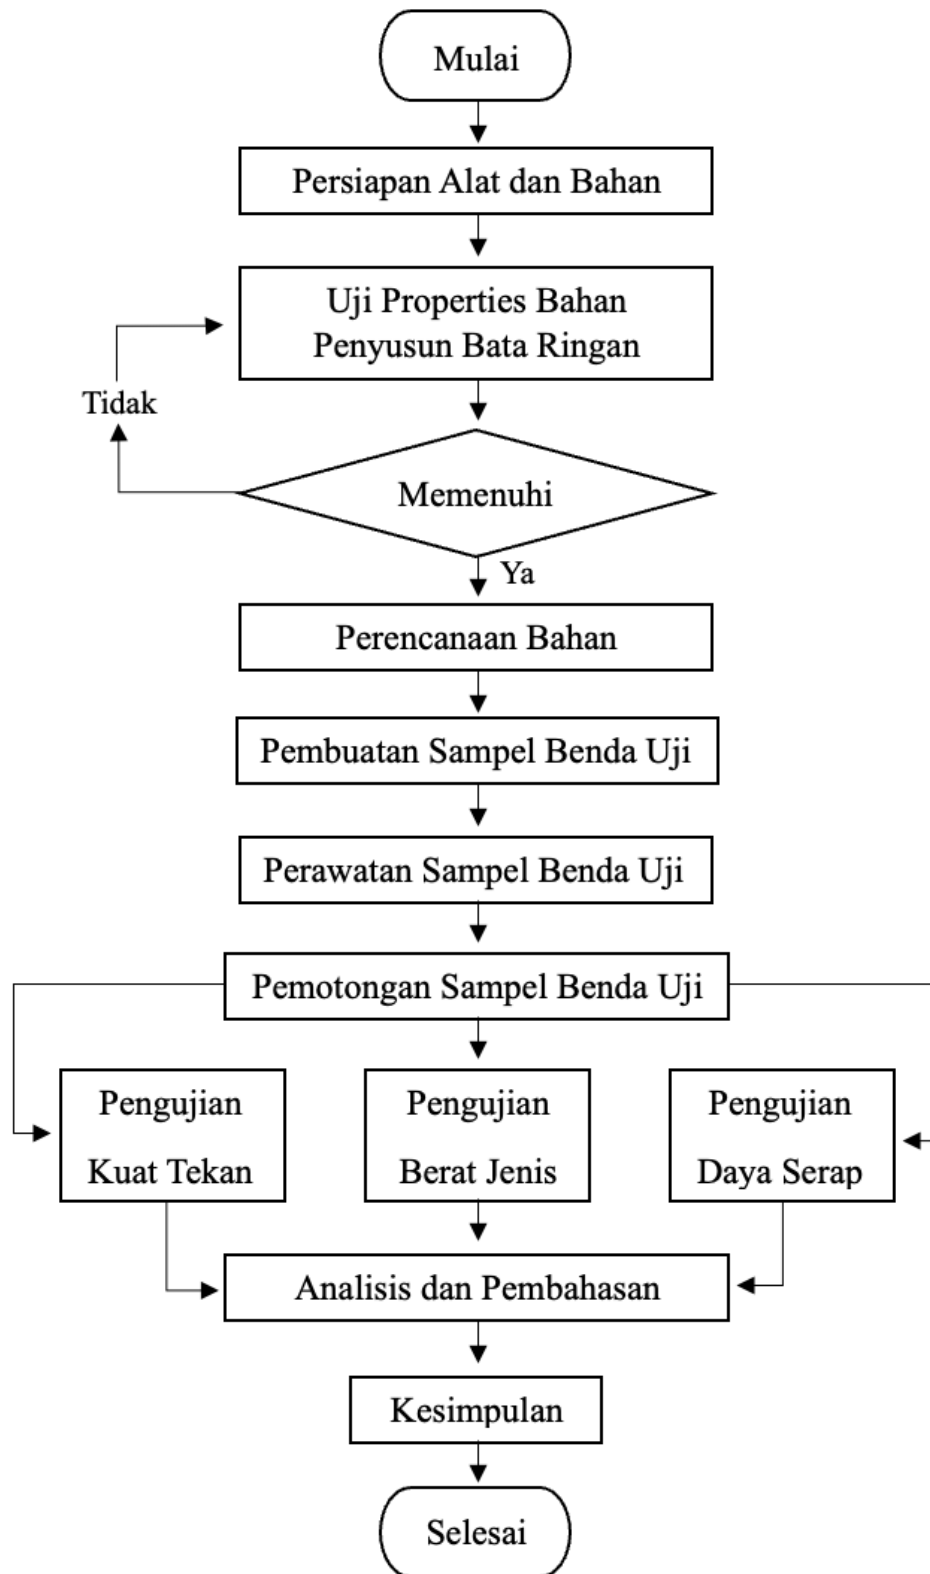 Mulai
Persiapan Alat dan Bahan
Uji Properties Bahan
Penyusun Bata Ringan
Tidak
Memenuhi
Ya
Perencanaan Bahan
Pembuatan Sampel Benda Uji
Perawatan Sampel Benda Uji
Pemotongan Sampel Benda Uji
Pengujian
Kuat Tekan
Pengujian
Berat Jenis
Pengujian
Daya Serap
Analisis dan Pembahasan
Kesimpulan
Selesai